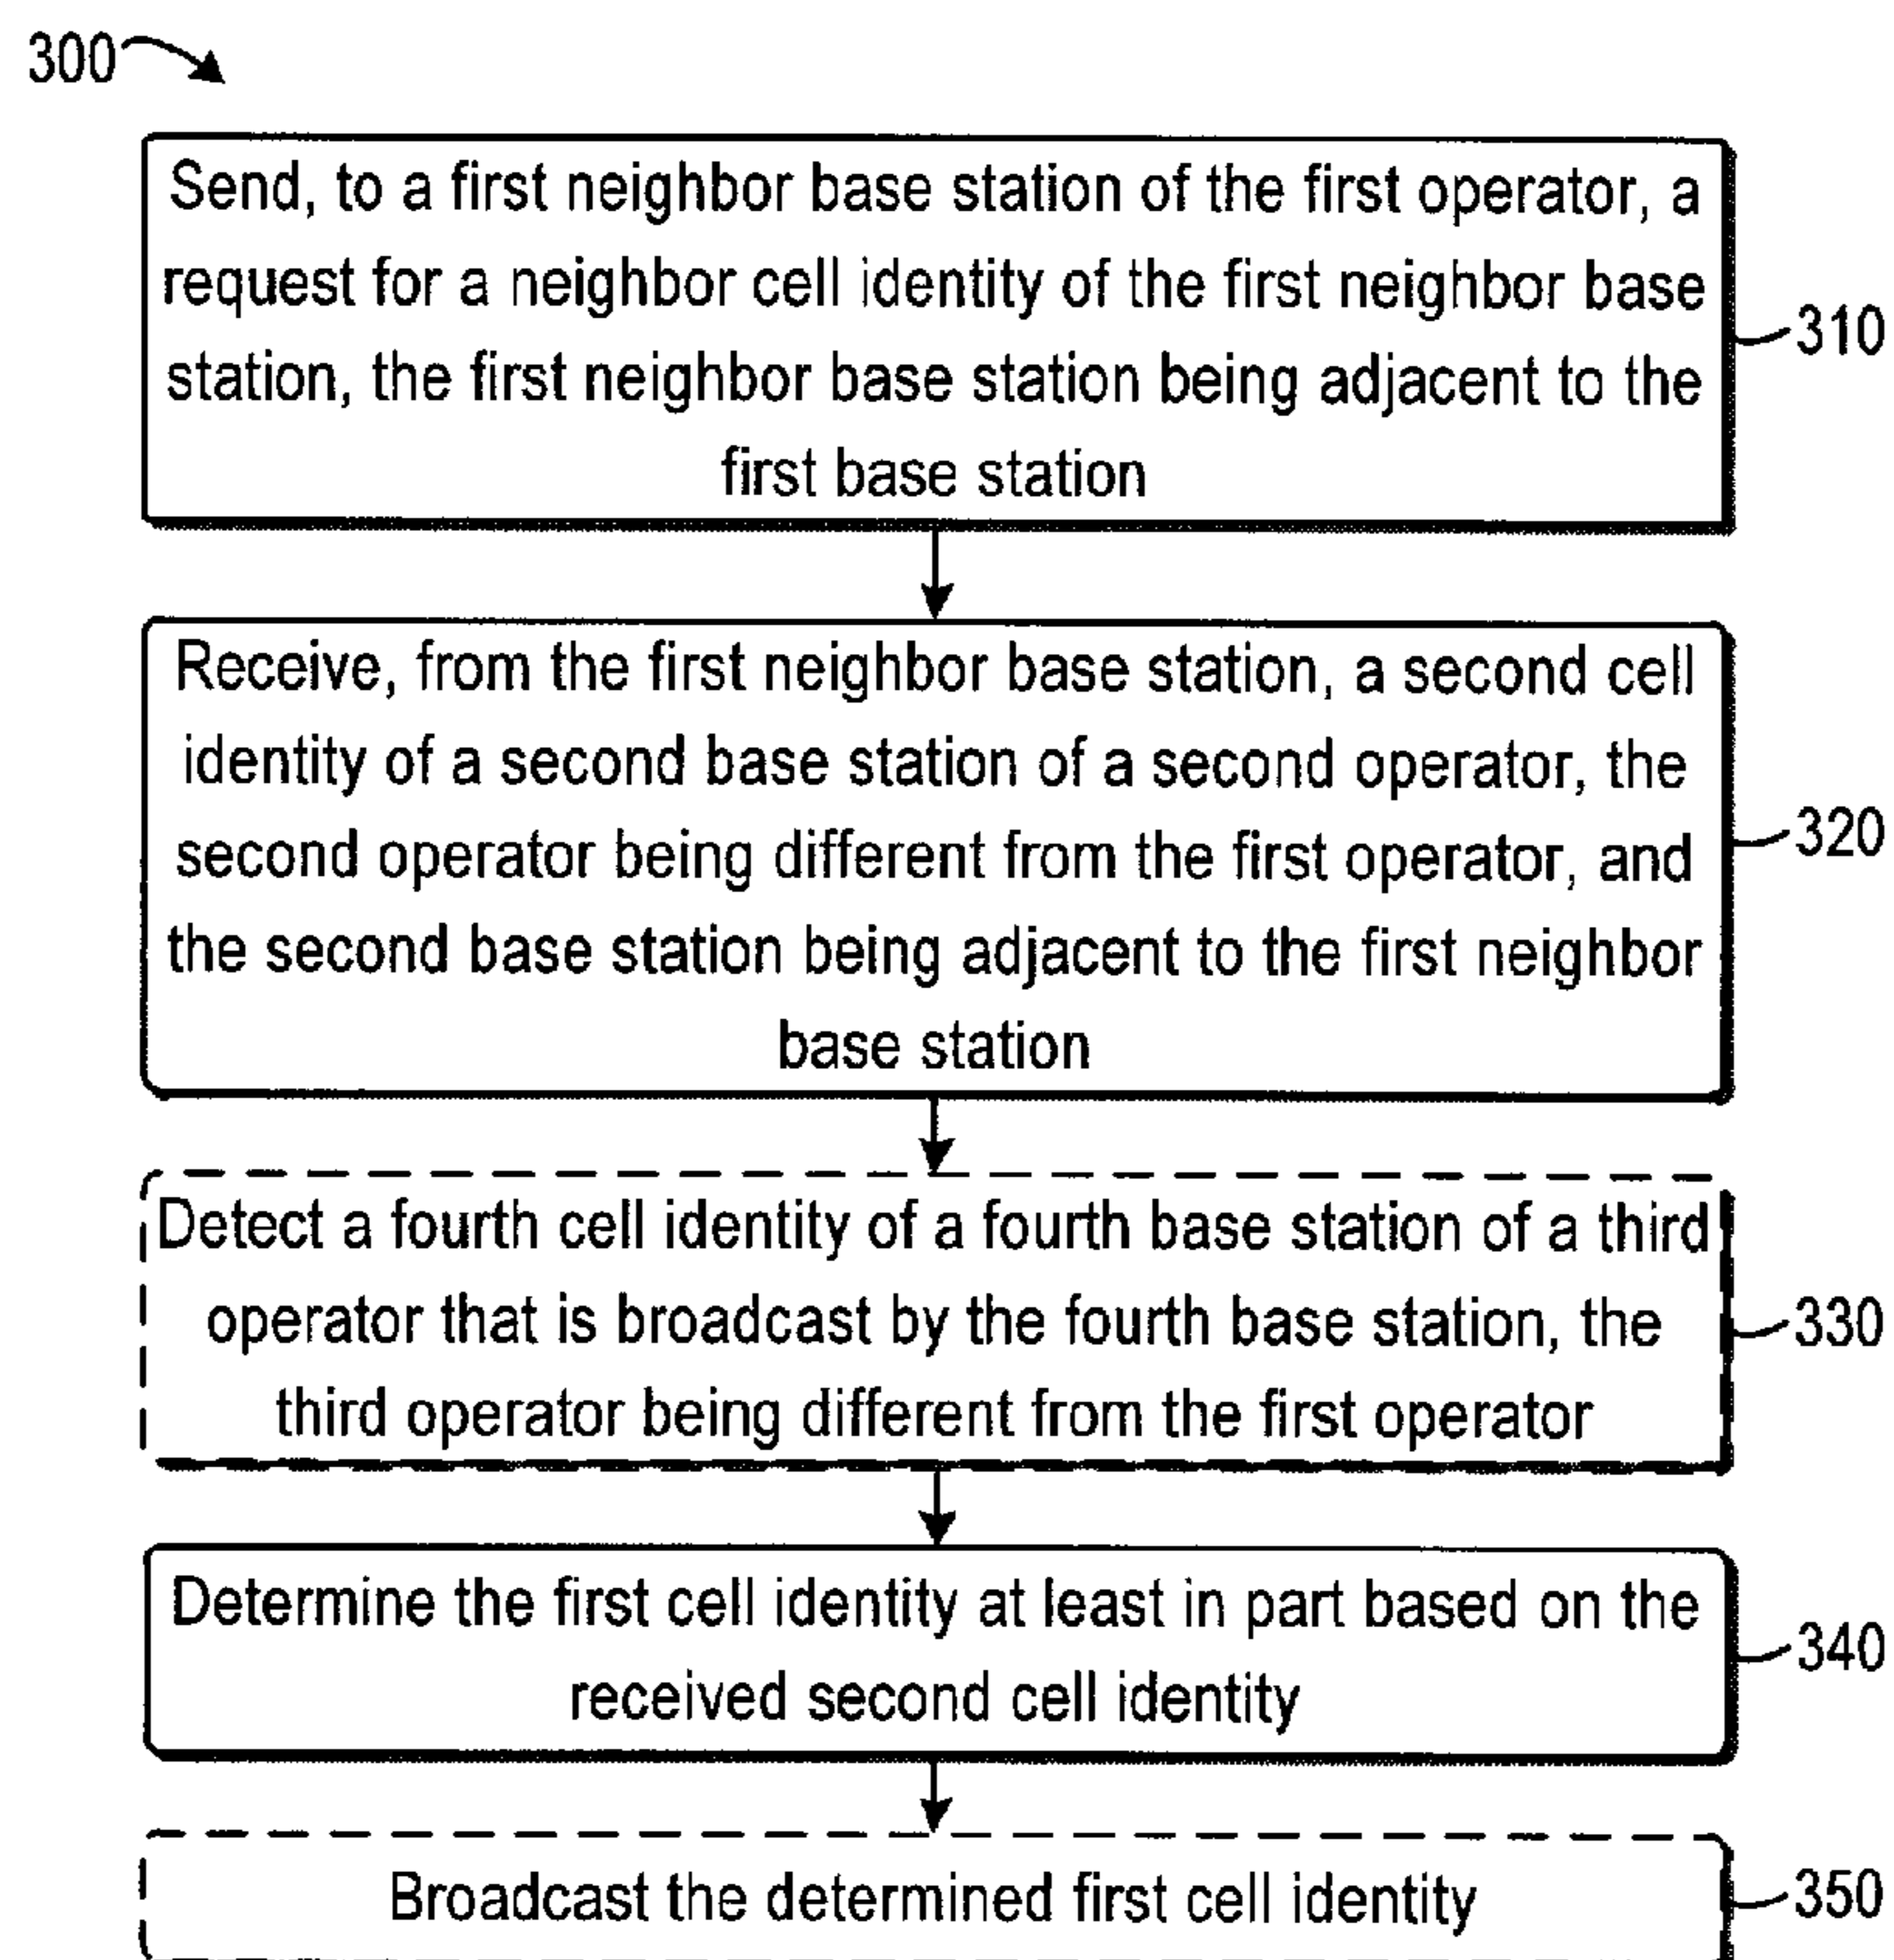 300
Send, to a first neighbor base station of the first operator, a
request for a neighbor cell identity of the first neighbor base
station, the first neighbor base station being adjacent to the
first base station
310
Receive, from the first neighbor base station, a second cell
identity of a second base station of a second operator, the
second operator being different from the first operator, and
the second base station being adjacent to the first neighbor
base station
320
Detect a fourth cell identity of a fourth base station of a third
operator that is broadcast by the fourth base station, the
third operator being different from the first operator
330
Determine the first cell identity at least in part based on the
received second cell identity
340
Broadcast the determined first cell identity
350